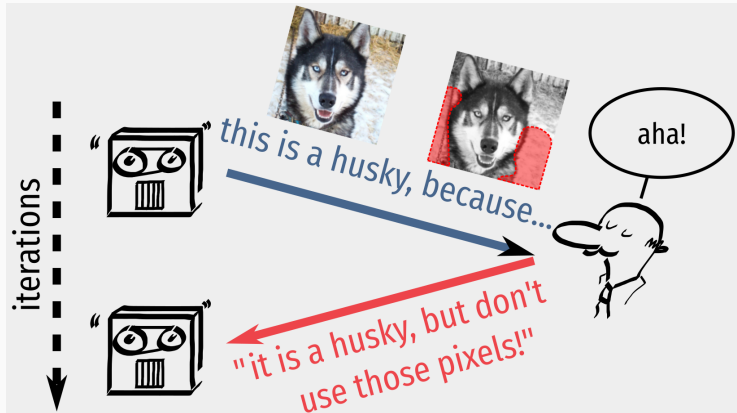 this is a husky, because...
aha!
iterations
"it is a husky, but don't
use those pixels!"